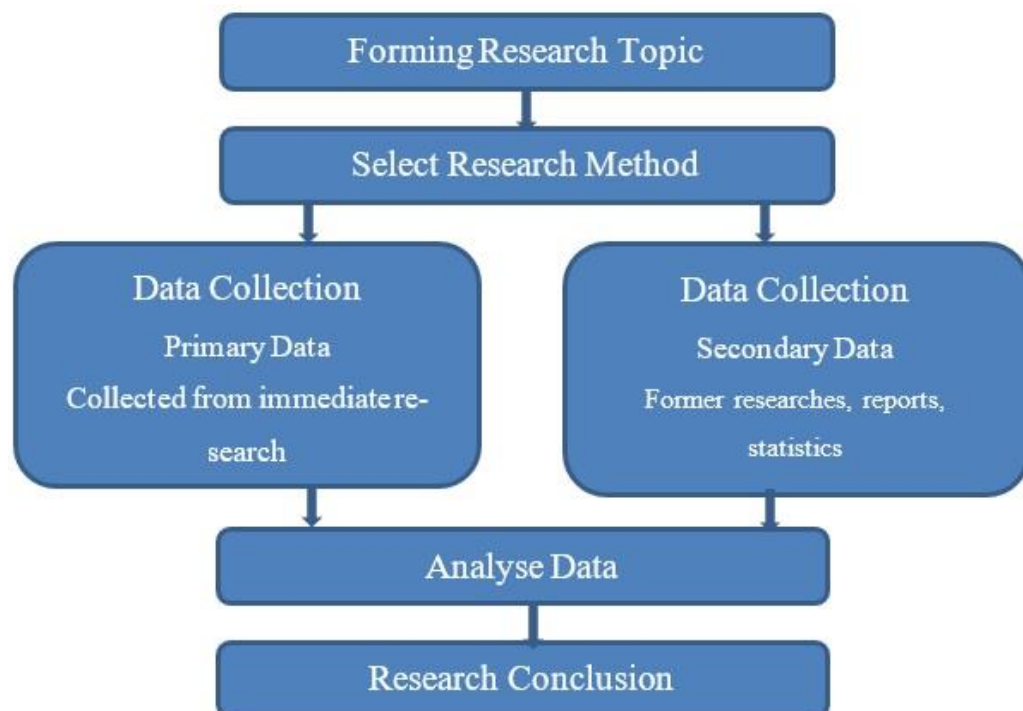 Forming Research Topic
Select Research Method
Data Collection
Primary Data
Collected from immediate re-
search
Data Collection
Secondary Data
Former researches, reports,
statistics
Analyse Data
Research Conclusion